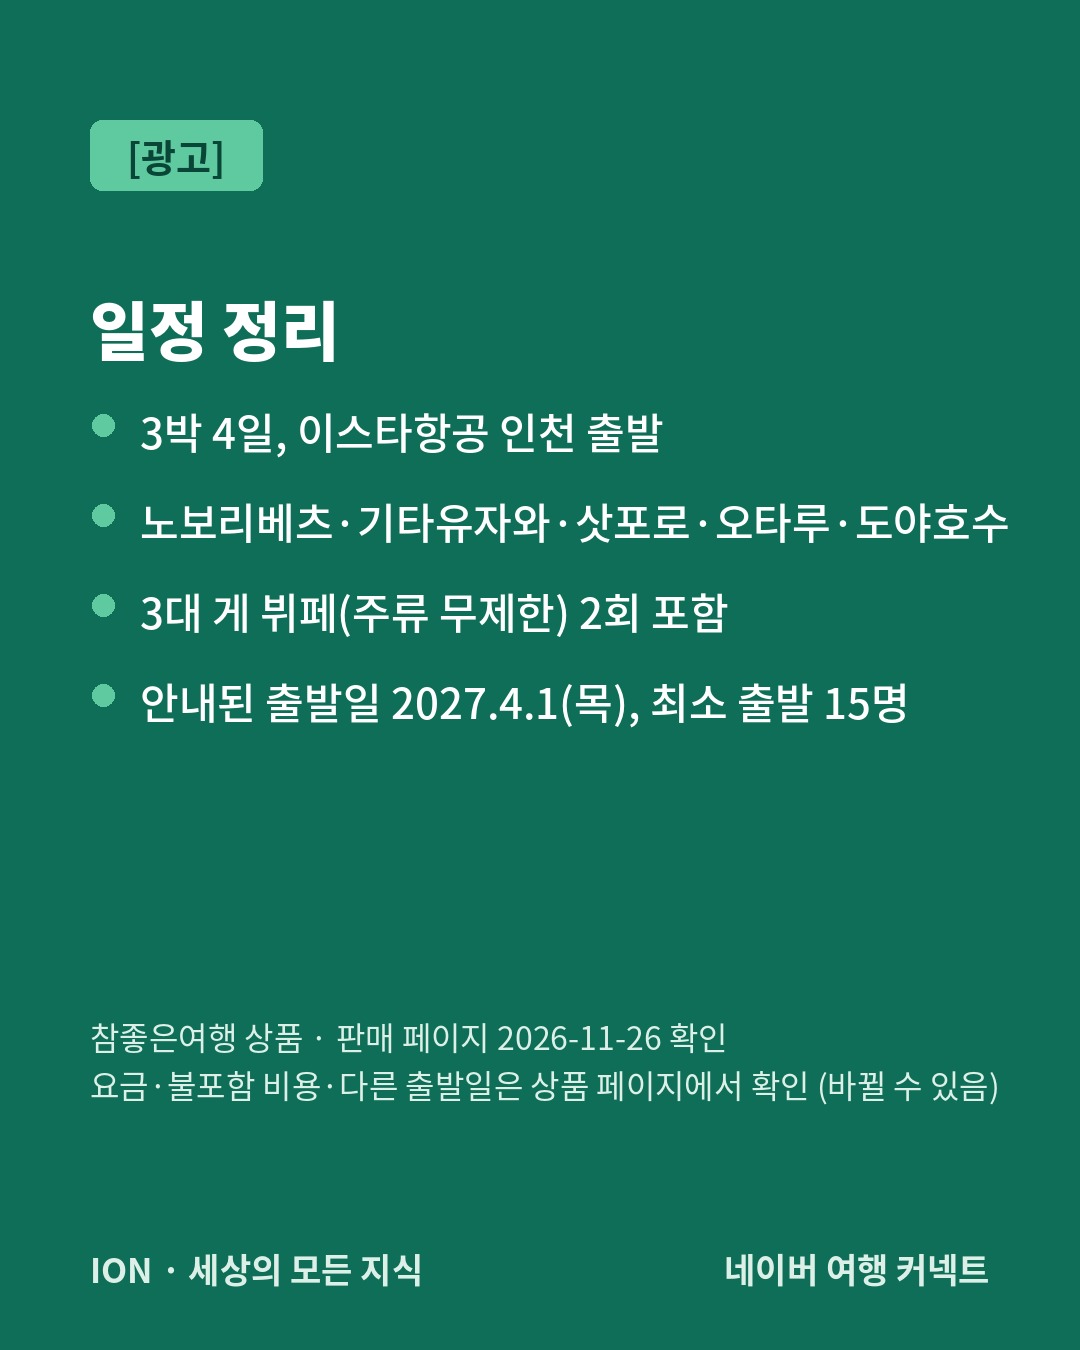 [광고]
일정 정리
3박 4일, 이스타항공 인천 출발
노보리베츠·기타유자와·삿포로·오타루·도야호수
3대 게 뷔페(주류 무제한) 2회 포함
안내된 출발일 2027.4.1(목), 최소 출발 15명
참좋은여행 상품 · 판매 페이지 2026-11-26 확인
요금·불포함 비용·다른 출발일은 상품 페이지에서 확인 (바뀔 수 있음)
ION · 세상의 모든 지식
네이버 여행 커넥트